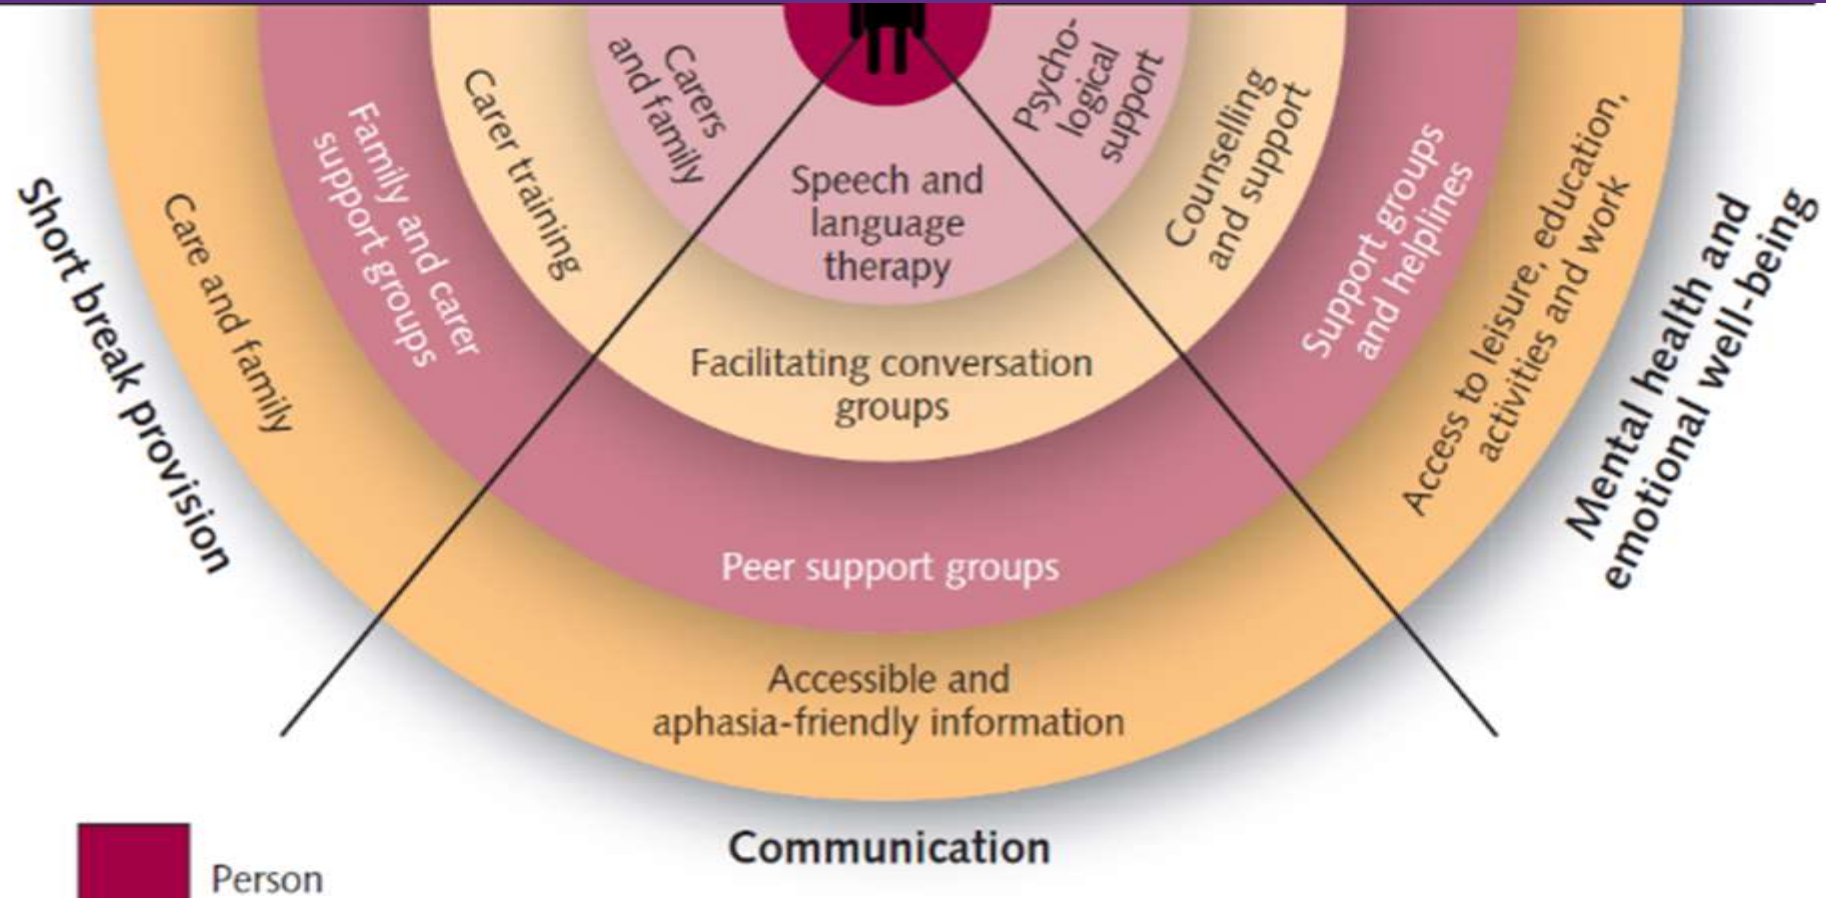 Carers
and family
Carer training
Family and carer
support groups
Care and family
Short break provision
Speech and
language
therapy
Facilitating conversation
groups
Peer support groups
Accessible and
aphasia-friendly information
Communication
Psycho-
logical
support
Counselling
and support
Support groups
and helplines
Access to leisure, education,
activities and work
Mental health and
emotional well-being
Person